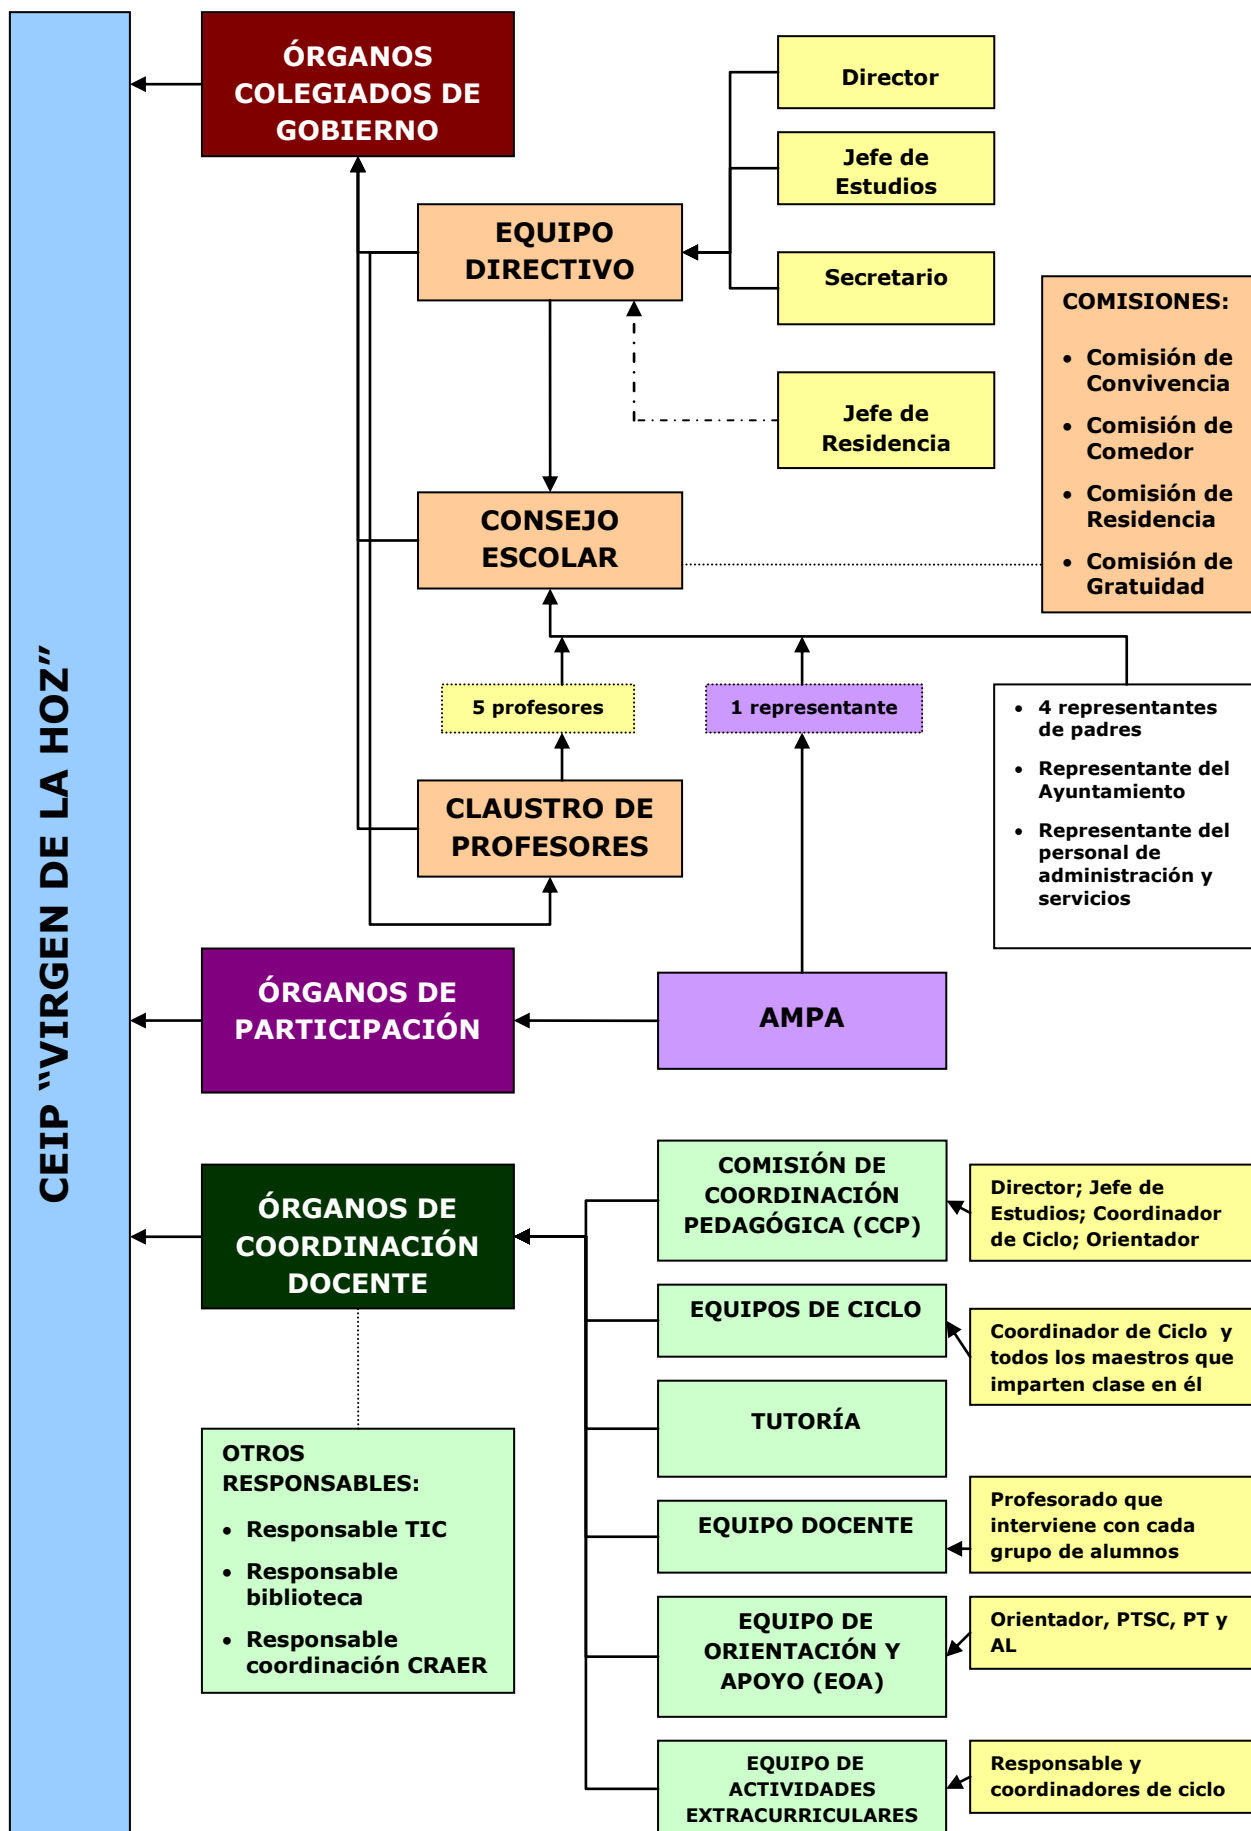 CEIP “VIRGEN DE LA HOZ”
ÓRGANOS
COLEGIADOS DE
GOBIERNO
Director
Jefe de
Estudios
EQUIPO
DIRECTIVO
Secretario
Jefe de
Residencia
COMISIONES:
• Comisión de
Convivencia
• Comisión de
Comedor
• Comisión de
Residencia
• Comisión de
Gratuidad
CONSEJO
ESCOLAR
5 profesores
1 representante
• 4 representantes
de padres
• Representante del
Ayuntamiento
• Representante del
personal de
administración y
servicios
CLAUSTRO DE
PROFESORES
ÓRGANOS DE
PARTICIPACIÓN
AMPA
ÓRGANOS DE
COORDINACIÓN
DOCENTE
COMISIÓN DE
COORDINACIÓN
PEDAGÓGICA (CCP)
Director; Jefe de
Estudios; Coordinador
de Ciclo; Orientador
EQUIPOS DE CICLO
Coordinador de Ciclo y
todos los maestros que
imparten clase en él
TUTORÍA
OTROS
RESPONSABLES:
• Responsable TIC
• Responsable
biblioteca
• Responsable
coordinación CRAER
EQUIPO DOCENTE
Profesorado que
interviene con cada
grupo de alumnos
EQUIPO DE
ORIENTACIÓN Y
APOYO (EOA)
Orientador, PTSC, PT y
AL
EQUIPO DE
ACTIVIDADES
EXTRACURRICULARES
Responsable y
coordinadores de ciclo